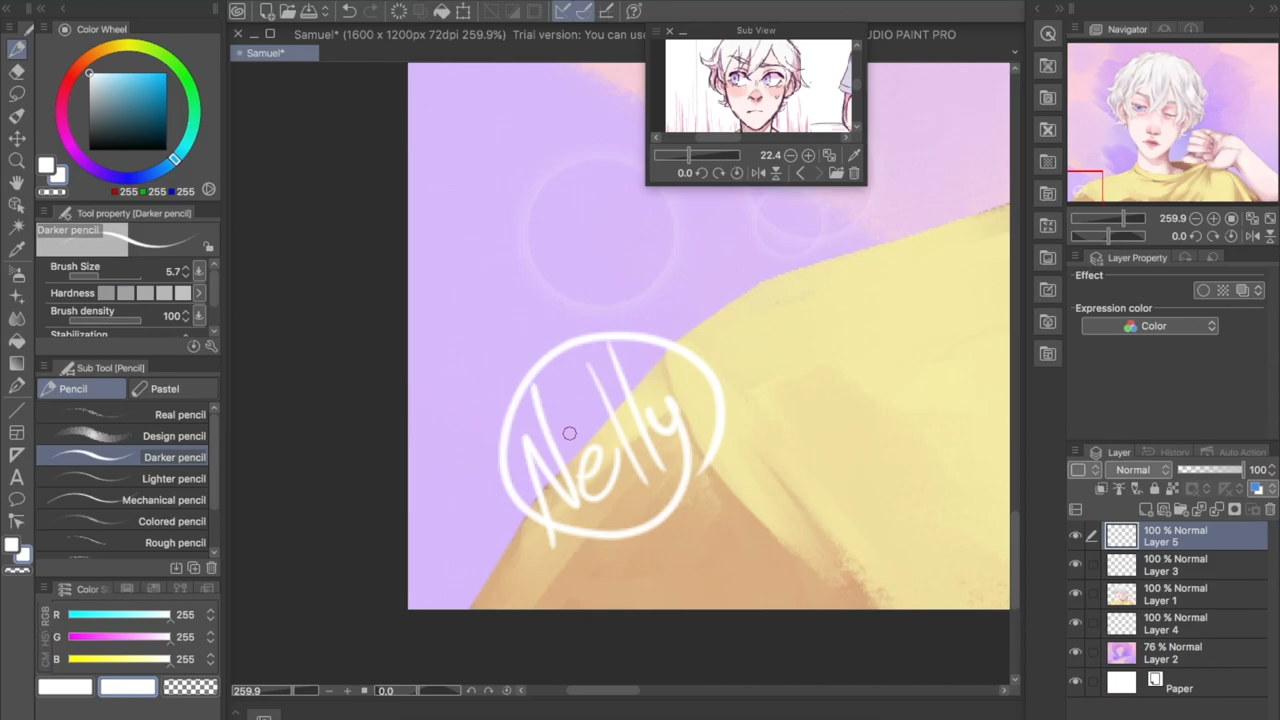 Color Wheel
Samuel* (1600 x 1200px 72dpi 259.9%)  Trial version: You can use
UDIO PAINT PRO
Samuel*
Sub View
22.4
0.0
255 255 255
Tool property [Darker pencil]
Darker pencil
Brush Size 5.7
Hardness
Brush density 100
Stabilization
Sub Tool [Pencil]
Pencil
Pastel
Real pencil
Design pencil
Darker pencil
Lighter pencil
Mechanical pencil
Colored pencil
Rough pencil
Color S
RGB
R 255
G 255
B 255
Nelly
259.9
0.0
Navigator
259.9
0.0
Layer Property
Effect
Expression color
Color
Layer
History
Auto Action
Normal
100
100 % Normal
Layer 5
100 % Normal
Layer 3
100 % Normal
Layer 1
100 % Normal
Layer 4
76 % Normal
Layer 2
Paper